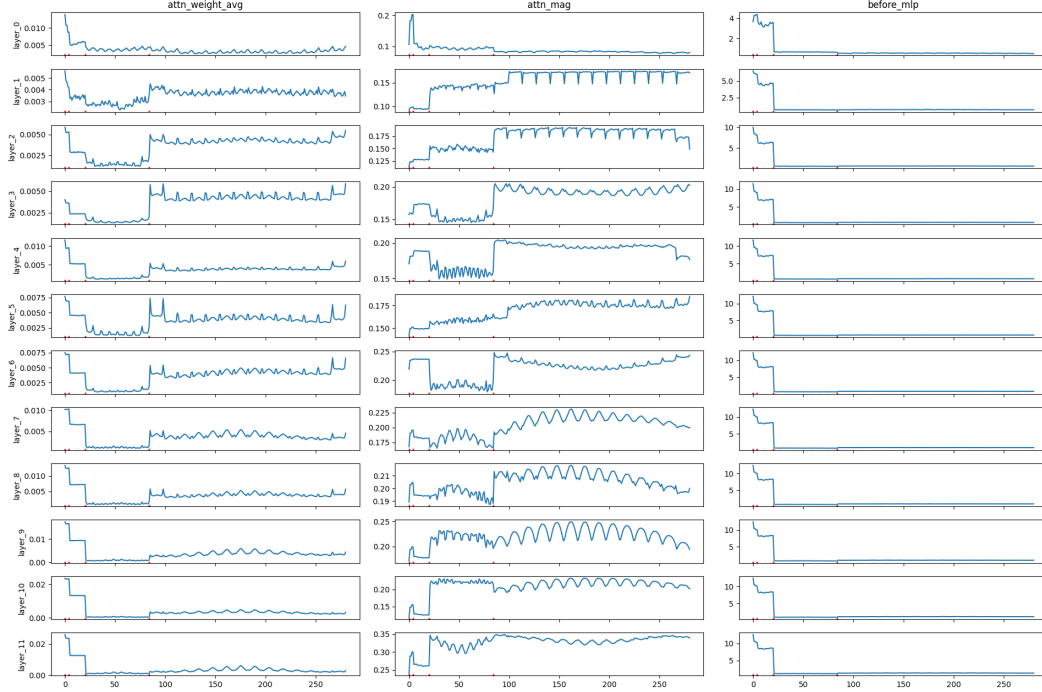 attn_weight_avg attn_mag before_mlp
layer_0 0.010 0.005 0.2 0.1 4 2
layer_1 0.005 0.004 0.003 0.15 0.10 5.0 2.5
layer_2 0.0050 0.0025 0.175 0.150 0.125 10 5
layer_3 0.0050 0.0025 0.20 0.15 10 5
layer_4 0.010 0.005 0.20 0.15 10 5
layer_5 0.0075 0.0050 0.0025 0.175 0.150 10 5
layer_6 0.0075 0.0050 0.0025 0.25 0.20 10 5
layer_7 0.010 0.005 0.225 0.200 0.175 10 5
layer_8 0.010 0.005 0.21 0.20 0.19 10 5
layer_9 0.01 0.00 0.25 0.20 10 5
layer_10 0.02 0.00 0.20 0.15 10 5
layer_11 0.02 0.00 0.35 0.30 0.25 10 5
0 50 100 150 200 250 0 50 100 150 200 250 0 50 100 150 200 250